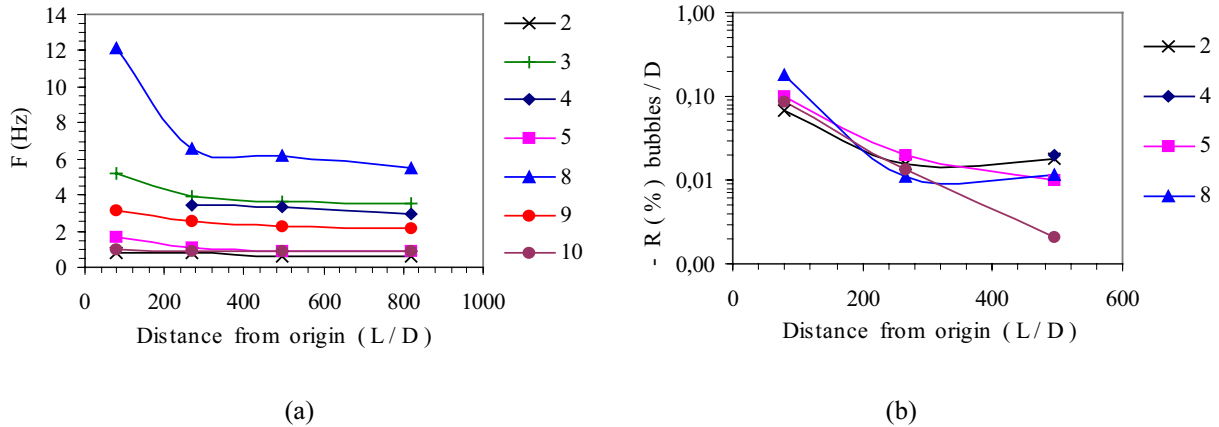 14
12
10
8
6
4
2
0
F (Hz)
0 200 400 600 800 1000
Distance from origin ( L / D )
2
3
4
5
8
9
10
(a)
1,00
0,10
0,01
0,00
- R ( % ) bubbles / D
0 200 400 600
Distance from origin ( L / D )
2
4
5
8
(b)